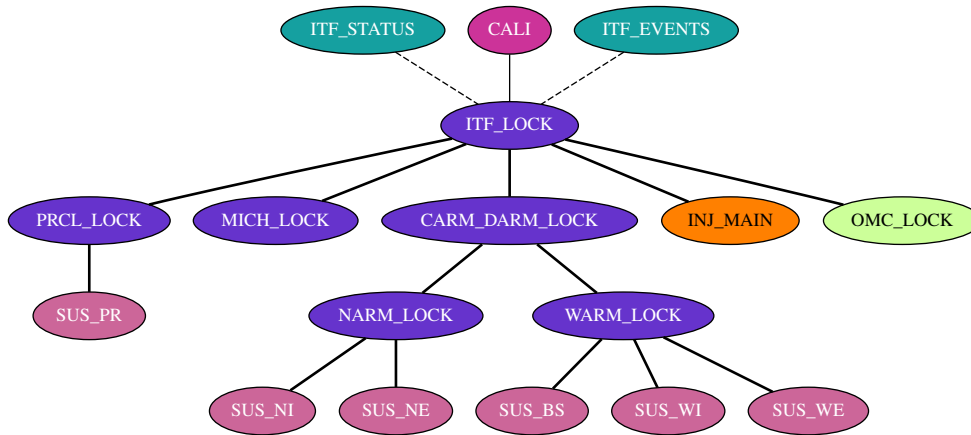 ITF_STATUS
CALI
ITF_EVENTS
ITF_LOCK
PRCL_LOCK
MICH_LOCK
CARM_DARM_LOCK
INJ_MAIN
OMC_LOCK
SUS_PR
NARM_LOCK
WARM_LOCK
SUS_NI
SUS_NE
SUS_BS
SUS_WI
SUS_WE